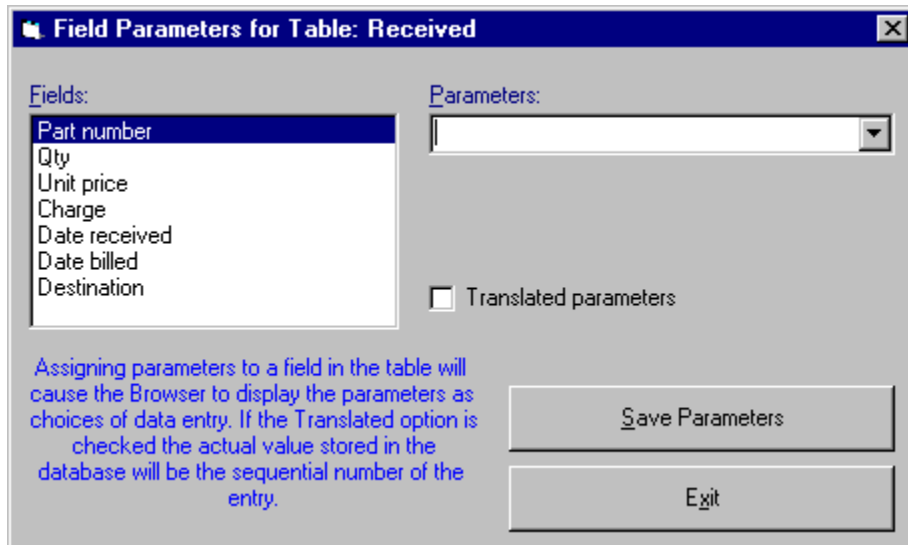 Field Parameters for Table: Received
Fields:
Parameters:
Part number
Qty
Unit price
Charge
Date received
Date billed
Destination
Translated parameters
Assigning parameters to a field in the table will
cause the Browser to display the parameters as
choices of data entry. If the Translated option is
checked the actual value stored in the
database will be the sequential number of the
entry.
Save Parameters
Exit